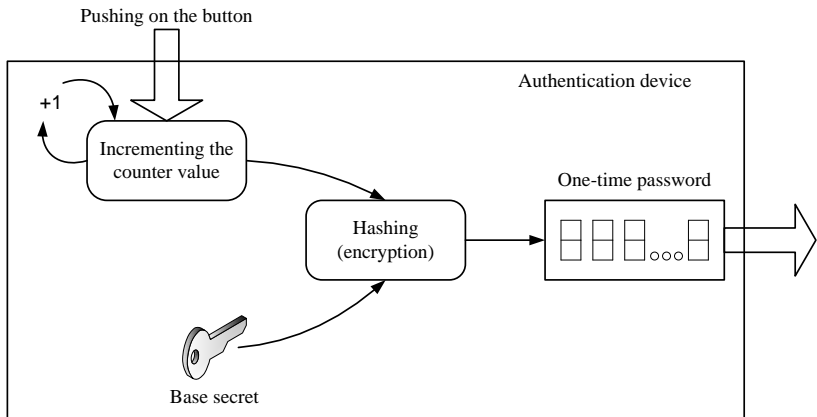 Pushing on the button
Authentication device
+1
Incrementing the
counter value
One-time password
Hashing
(encryption)
Base secret